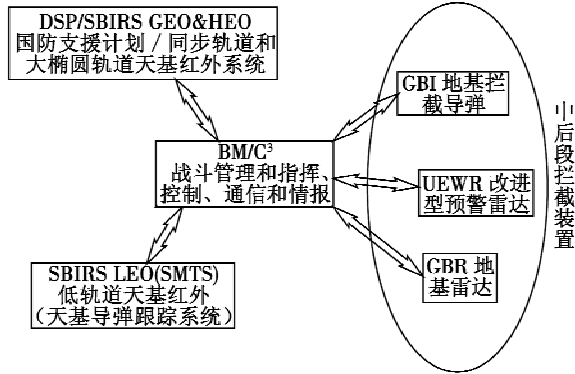 DSP/SBIRS GEO&HEO
国防支援计划/同步轨道和
大椭圆轨道天基红外系统
GBI 地基拦
截导弹
BM/C³
战斗管理和指挥、
控制、通信和情报
UEWR 改进
型预警雷达
SBIRS LEO(SMTS)
低轨道天基红外
（天基导弹跟踪系统）
GBR 地
基雷达
中后段拦截装置